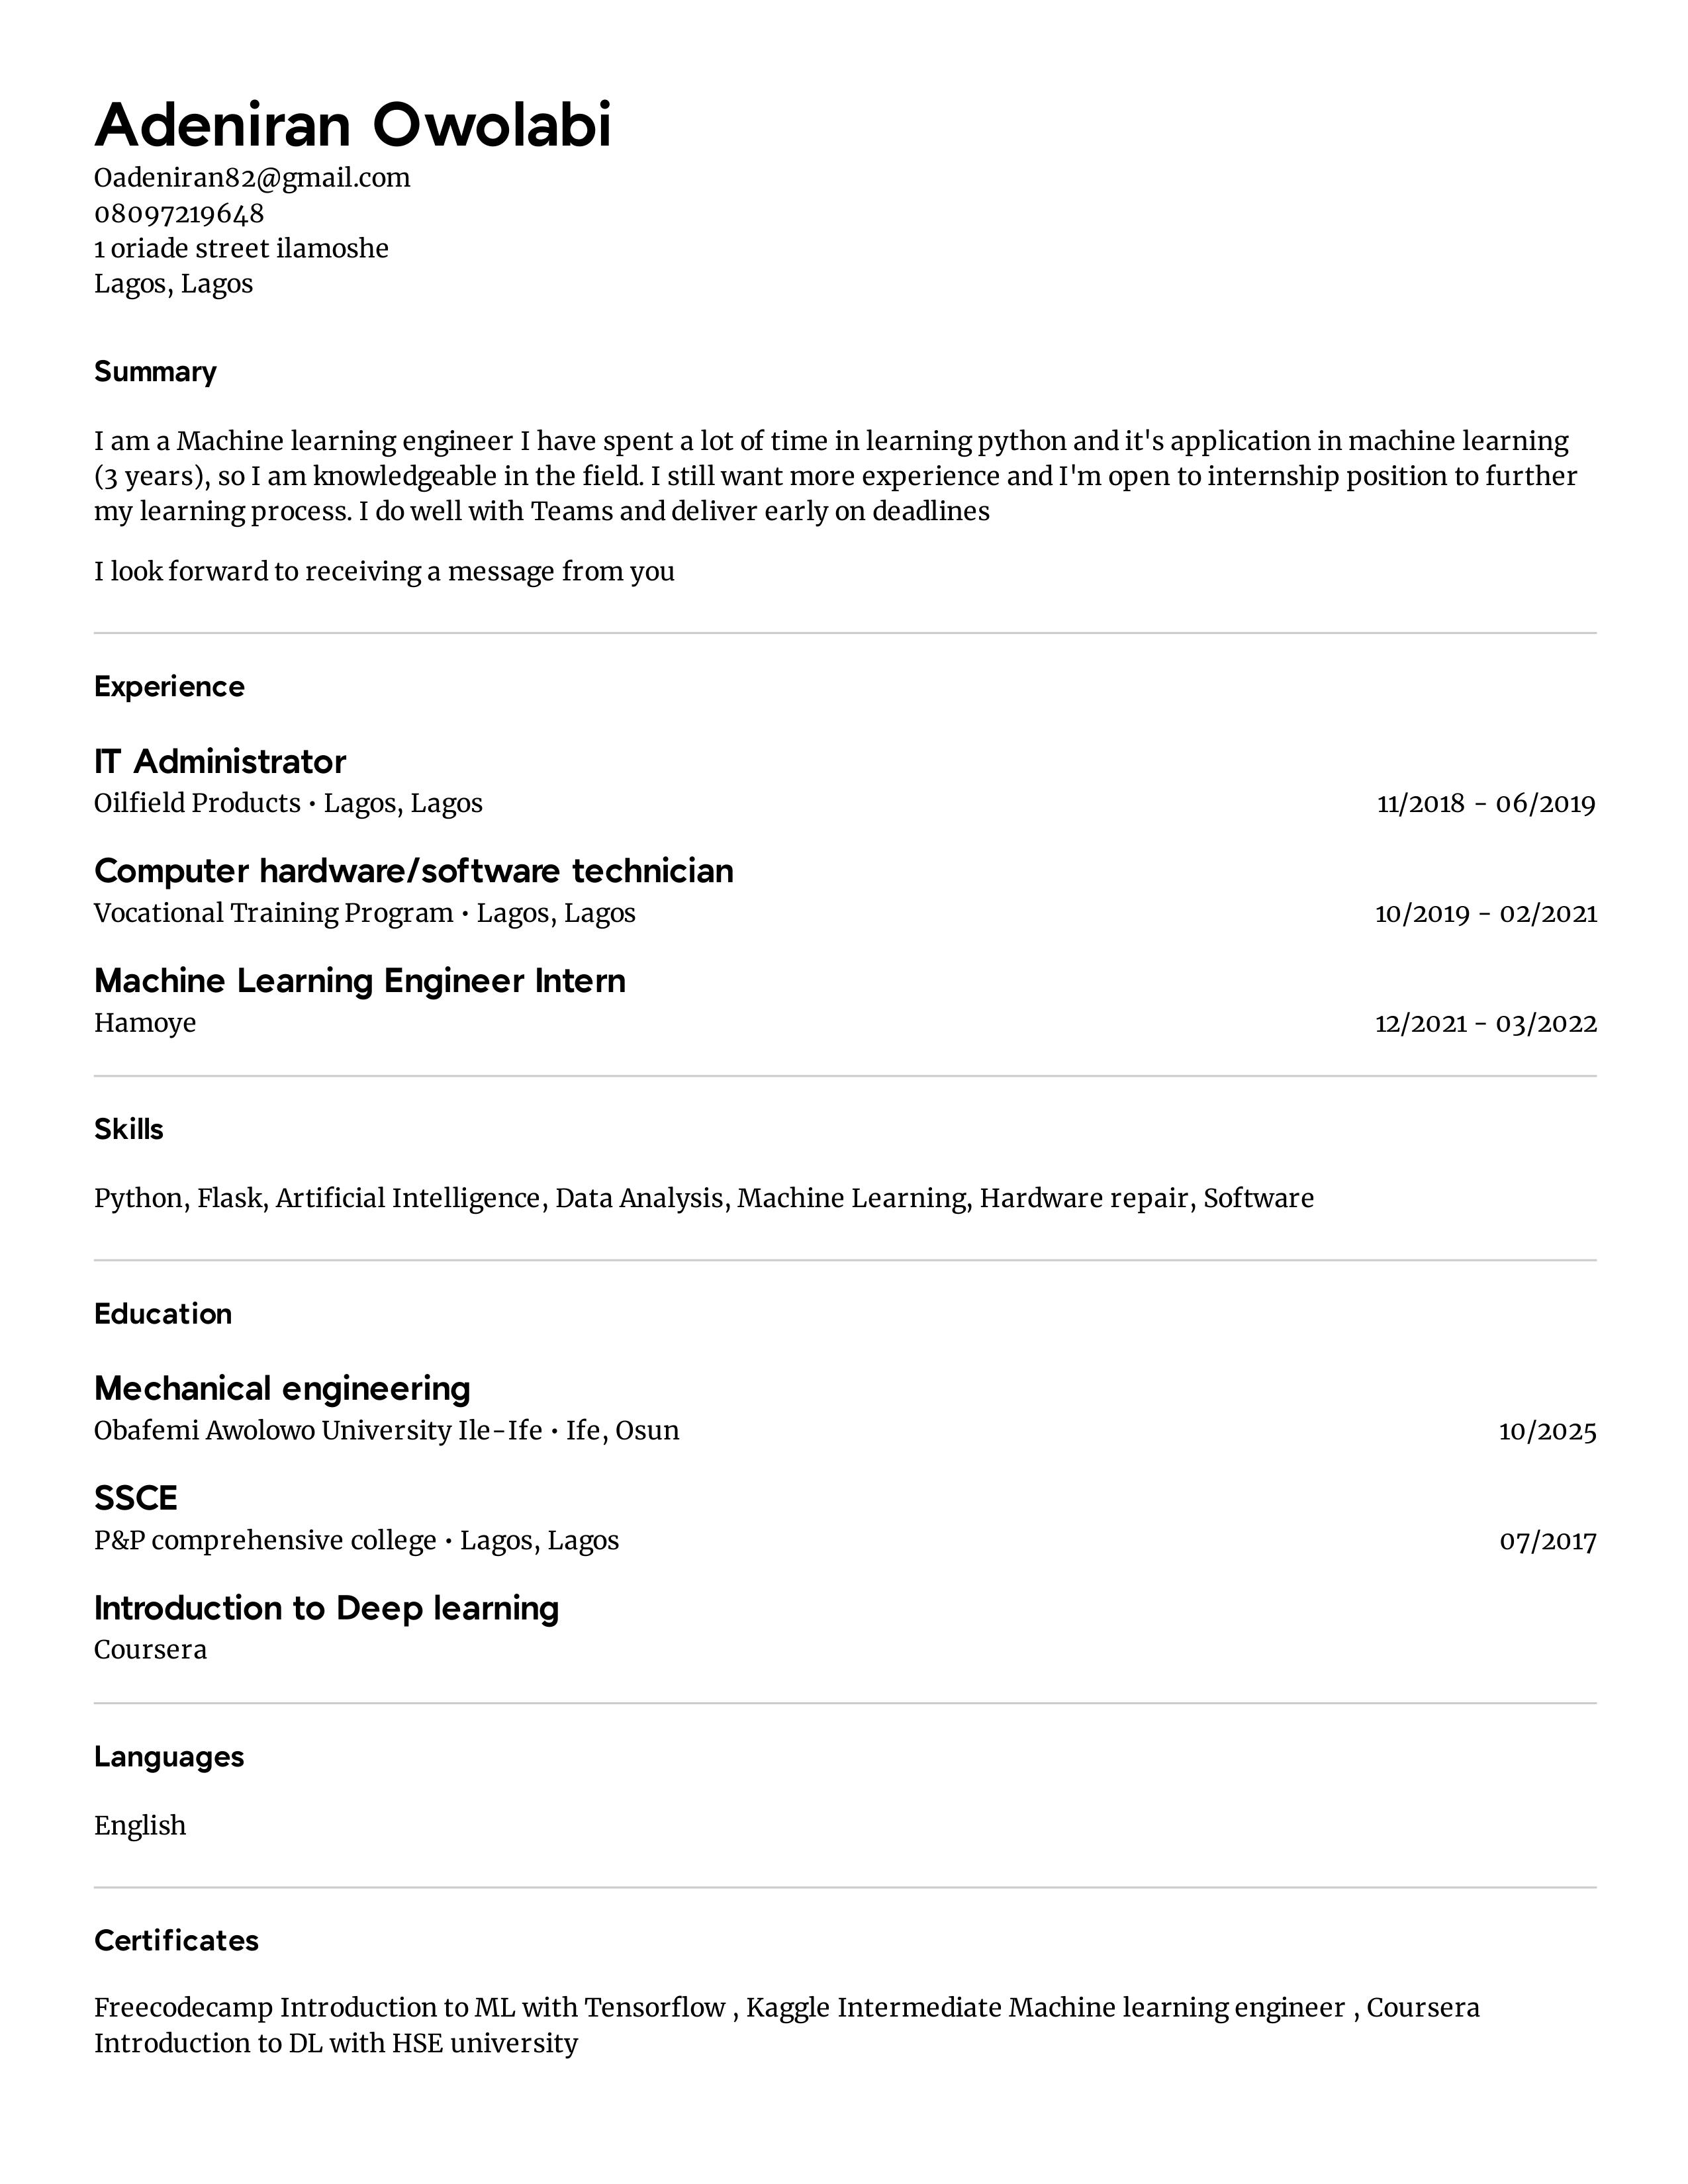 Adeniran Owolabi
Oadeniran82@gmail.com
08097219648
1 oriade street ilamoshe
Lagos, Lagos
Summary
I am a Machine learning engineer I have spent a lot of time in learning python and it's application in machine learning
(3 years), so I am knowledgeable in the field. I still want more experience and I'm open to internship position to further
my learning process. I do well with Teams and deliver early on deadlines
I look forward to receiving a message from you
Experience
IT Administrator
Oilfield Products • Lagos, Lagos 11/2018 - 06/2019
Computer hardware/software technician
Vocational Training Program • Lagos, Lagos 10/2019 - 02/2021
Machine Learning Engineer Intern
Hamoye 12/2021 - 03/2022
Skills
Python, Flask, Artificial Intelligence, Data Analysis, Machine Learning, Hardware repair, Software
Education
Mechanical engineering
Obafemi Awolowo University Ile-Ife • Ife, Osun 10/2025
SSCE
P&P comprehensive college • Lagos, Lagos 07/2017
Introduction to Deep learning
Coursera
Languages
English
Certificates
Freecodecamp Introduction to ML with Tensorflow , Kaggle Intermediate Machine learning engineer , Coursera
Introduction to DL with HSE university